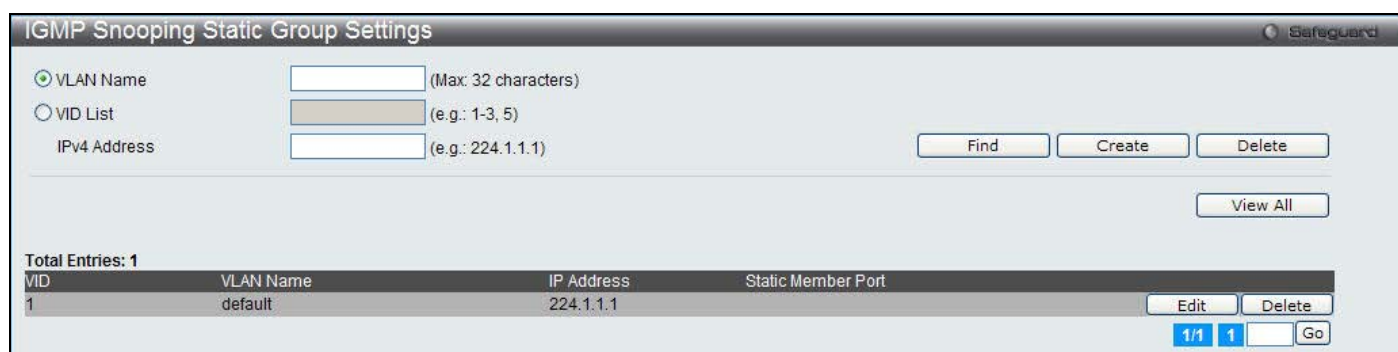 IGMP Snooping Static Group Settings Safeguard
VLAN Name (Max: 32 characters)
VID List (e.g.: 1-3, 5)
IPv4 Address (e.g.: 224.1.1.1) Find Create Delete
View All
Total Entries: 1
VID VLAN Name IP Address Static Member Port
1 default 224.1.1.1 Edit Delete
1/1 1 Go